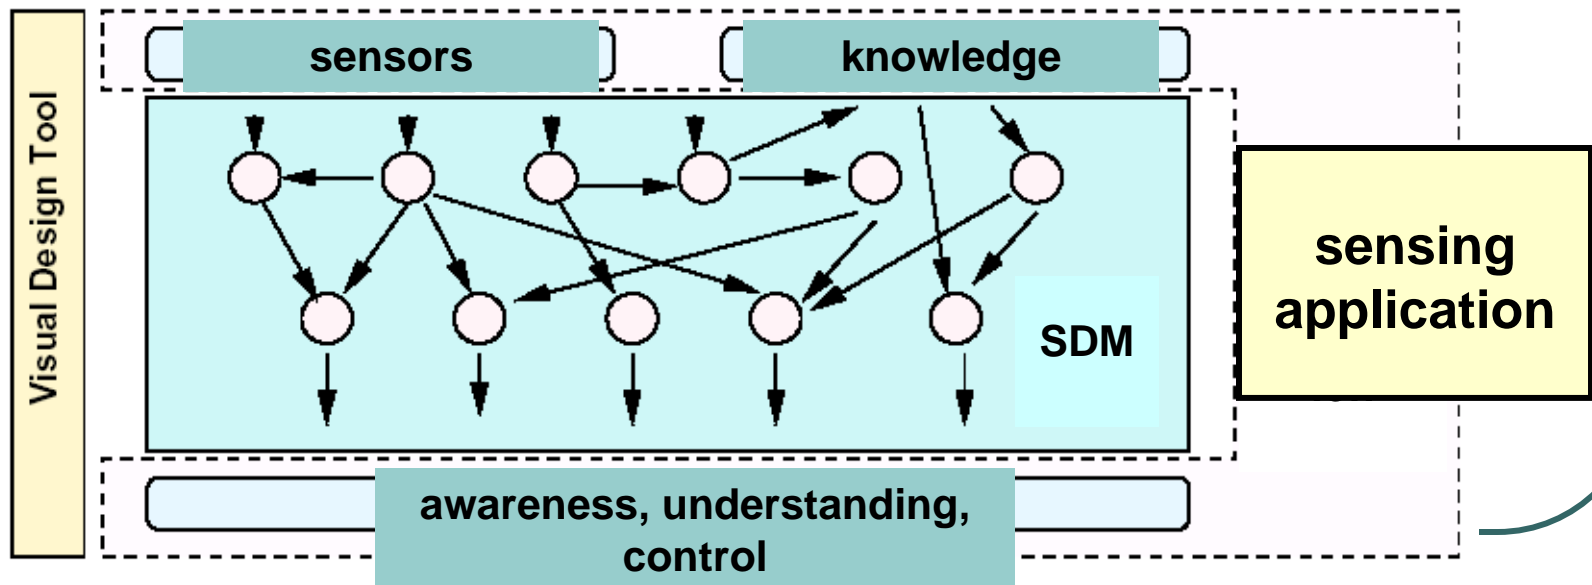 Visual Design Tool
sensors
knowledge
sensing
application
SDM
awareness, understanding,
control